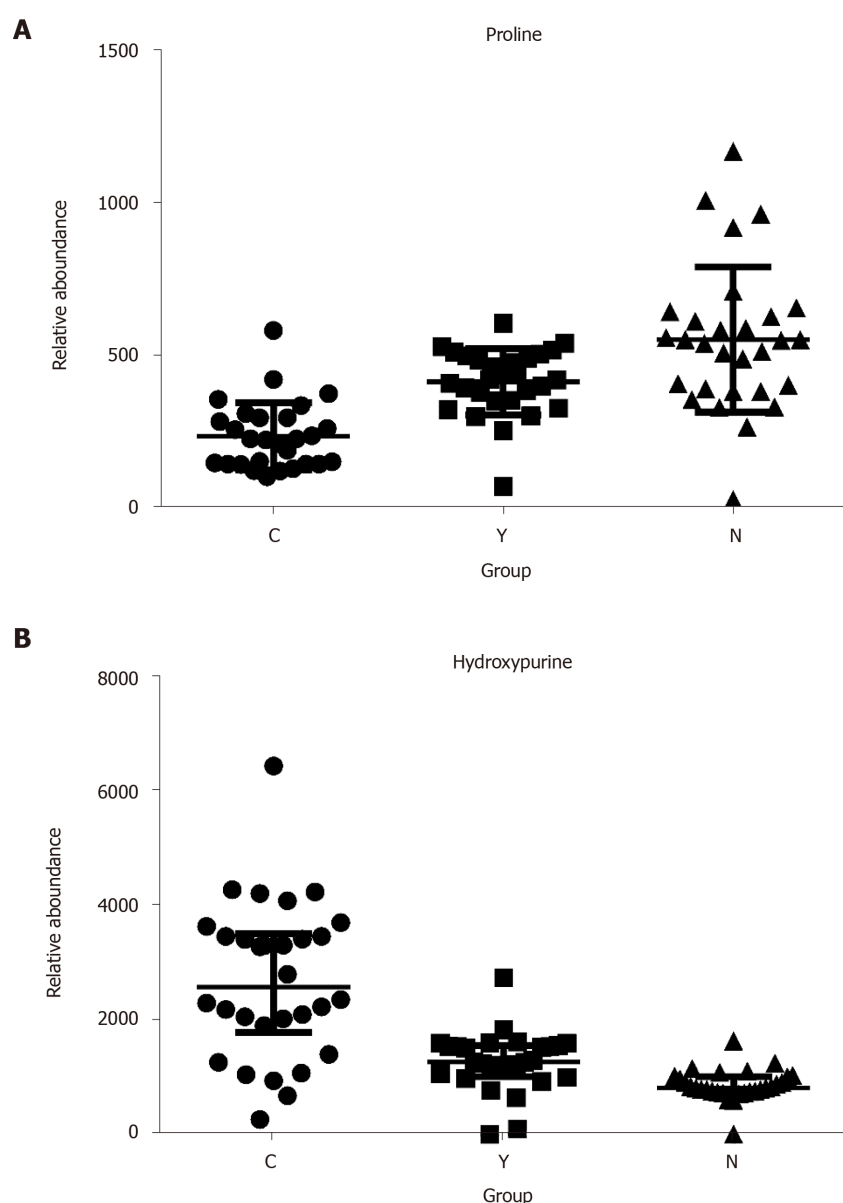 A
Proline
1500
1000
500
0
Relative aboundance
C Y N
Group
B
Hydroxypurine
8000
6000
4000
2000
0
Relative aboundance
C Y N
Group